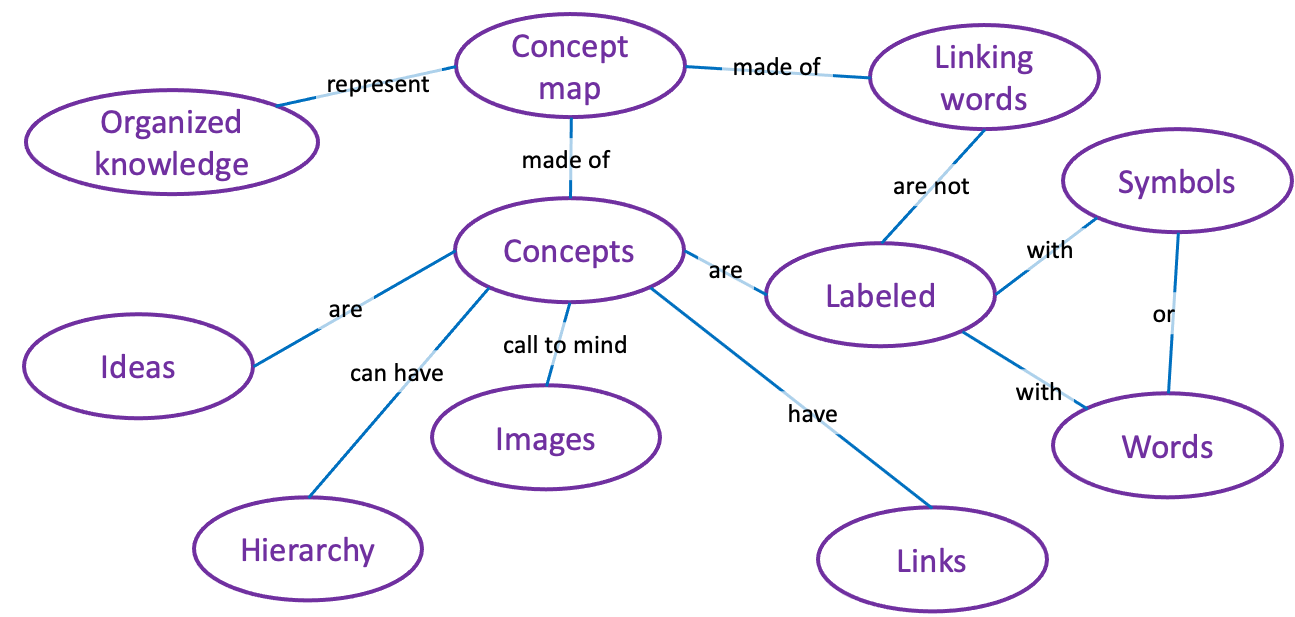 Concept
map
made of
Linking
words
represent
Organized
knowledge
made of
are not
Symbols
Concepts
are
Labeled
with
are
or
Ideas
can have
call to mind
with
have
Images
Words
Hierarchy
Links